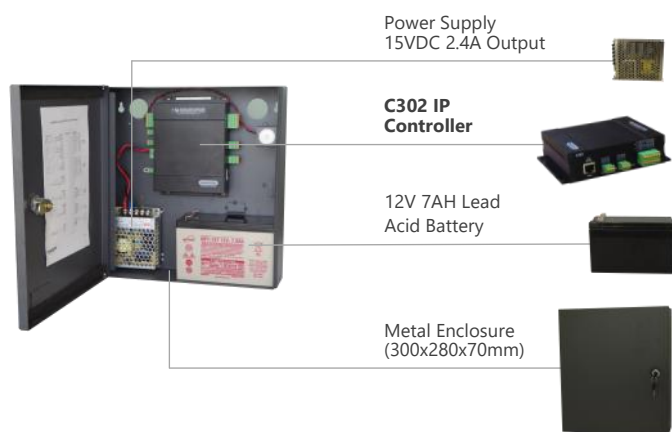 Power Supply
15VDC 2.4A Output
C302 IP
Controller
12V 7AH Lead
Acid Battery
Metal Enclosure
(300x280x70mm)